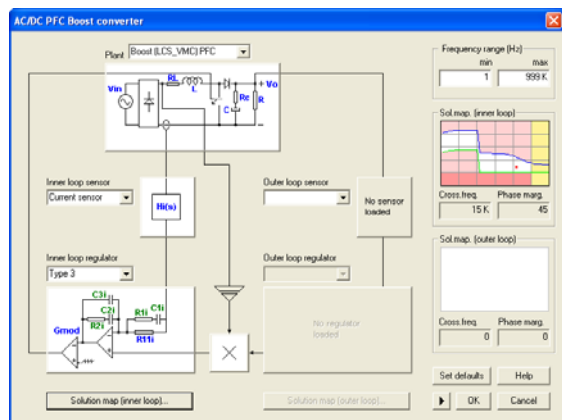 AC/DC PFC Boost converter
Plant Boost (LCS_VMC) PFC
Vin
RL
L
+ Vo
Rc
R
C
Frequency range (Hz)
min max
1 999 K
Sol.map. (inner loop)
Cross.freq. Phase marg.
15 K 45
Inner loop sensor
Current sensor
Hi(s)
Outer loop sensor
No sensor
loaded
Inner loop regulator
Type 3
Outer loop regulator
No regulator
loaded
C3i
C2i
R2i
R1i
C1i
R11i
Gmod
Sol.map. (outer loop)
Cross.freq. Phase marg.
0 0
Set defaults Help
OK Cancel
Solution map (inner loop)...
Solution map (outer loop)...